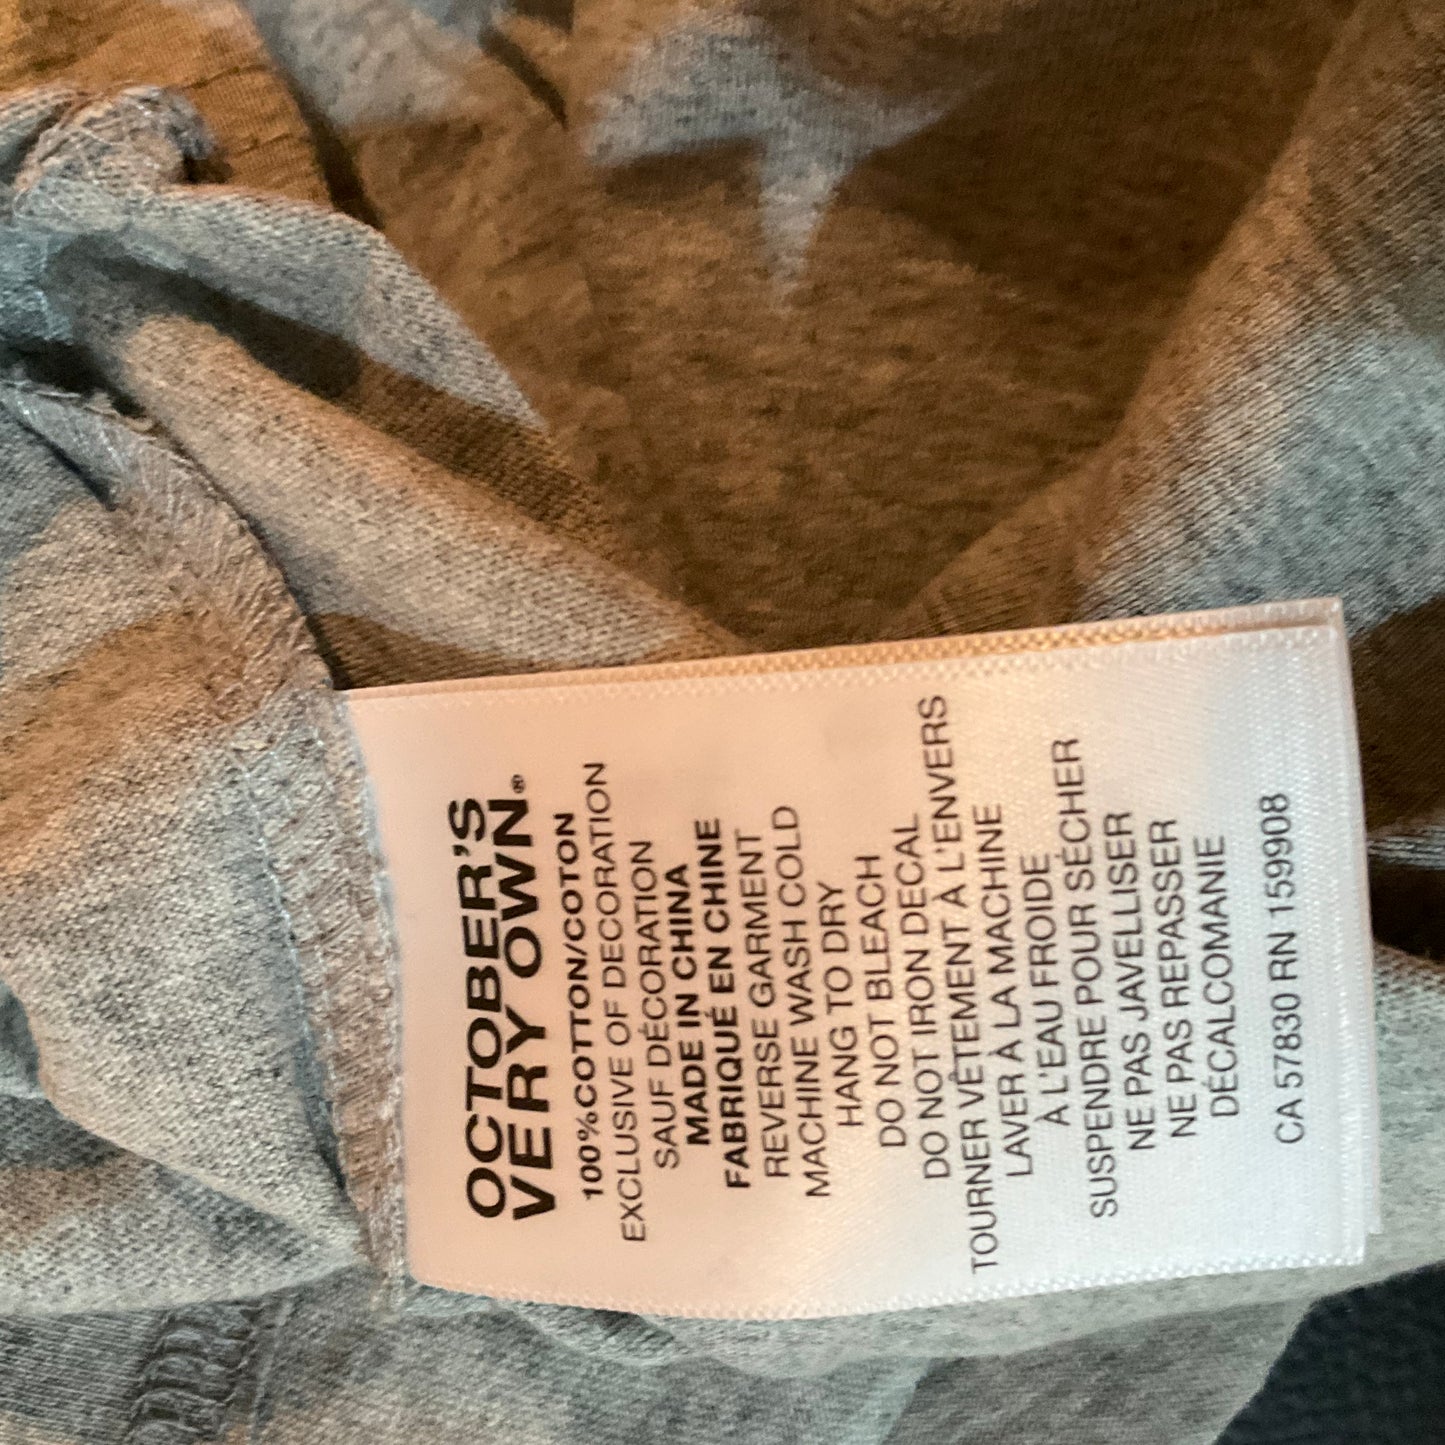 OCTOBER'S
VERY OWN®
100%COTTON/COTON
EXCLUSIVE OF DECORATION
SAUF DÉCORATION
MADE IN CHINA
FABRIQUÉ EN CHINE
REVERSE GARMENT
MACHINE WASH COLD
HANG TO DRY
DO NOT BLEACH
DO NOT IRON DECAL
TOURNER VÊTEMENT À L'ENVERS
LAVER À LA MACHINE
À L'EAU FROIDE
SUSPENDRE POUR SÉCHER
NE PAS JAVELLISER
NE PAS REPASSER
DÉCALCOMANIE
CA 57830 RN 159908